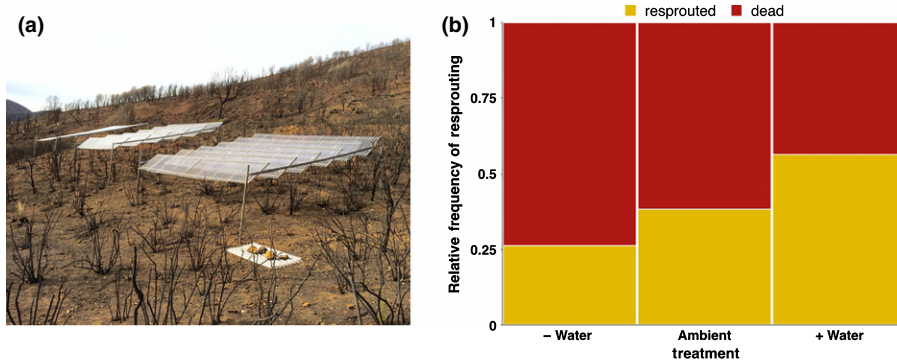 (a)
(b)
resprouted dead
Relative frequency of resprouting
1
0.75
0.5
0.25
0
– Water Ambient + Water
treatment